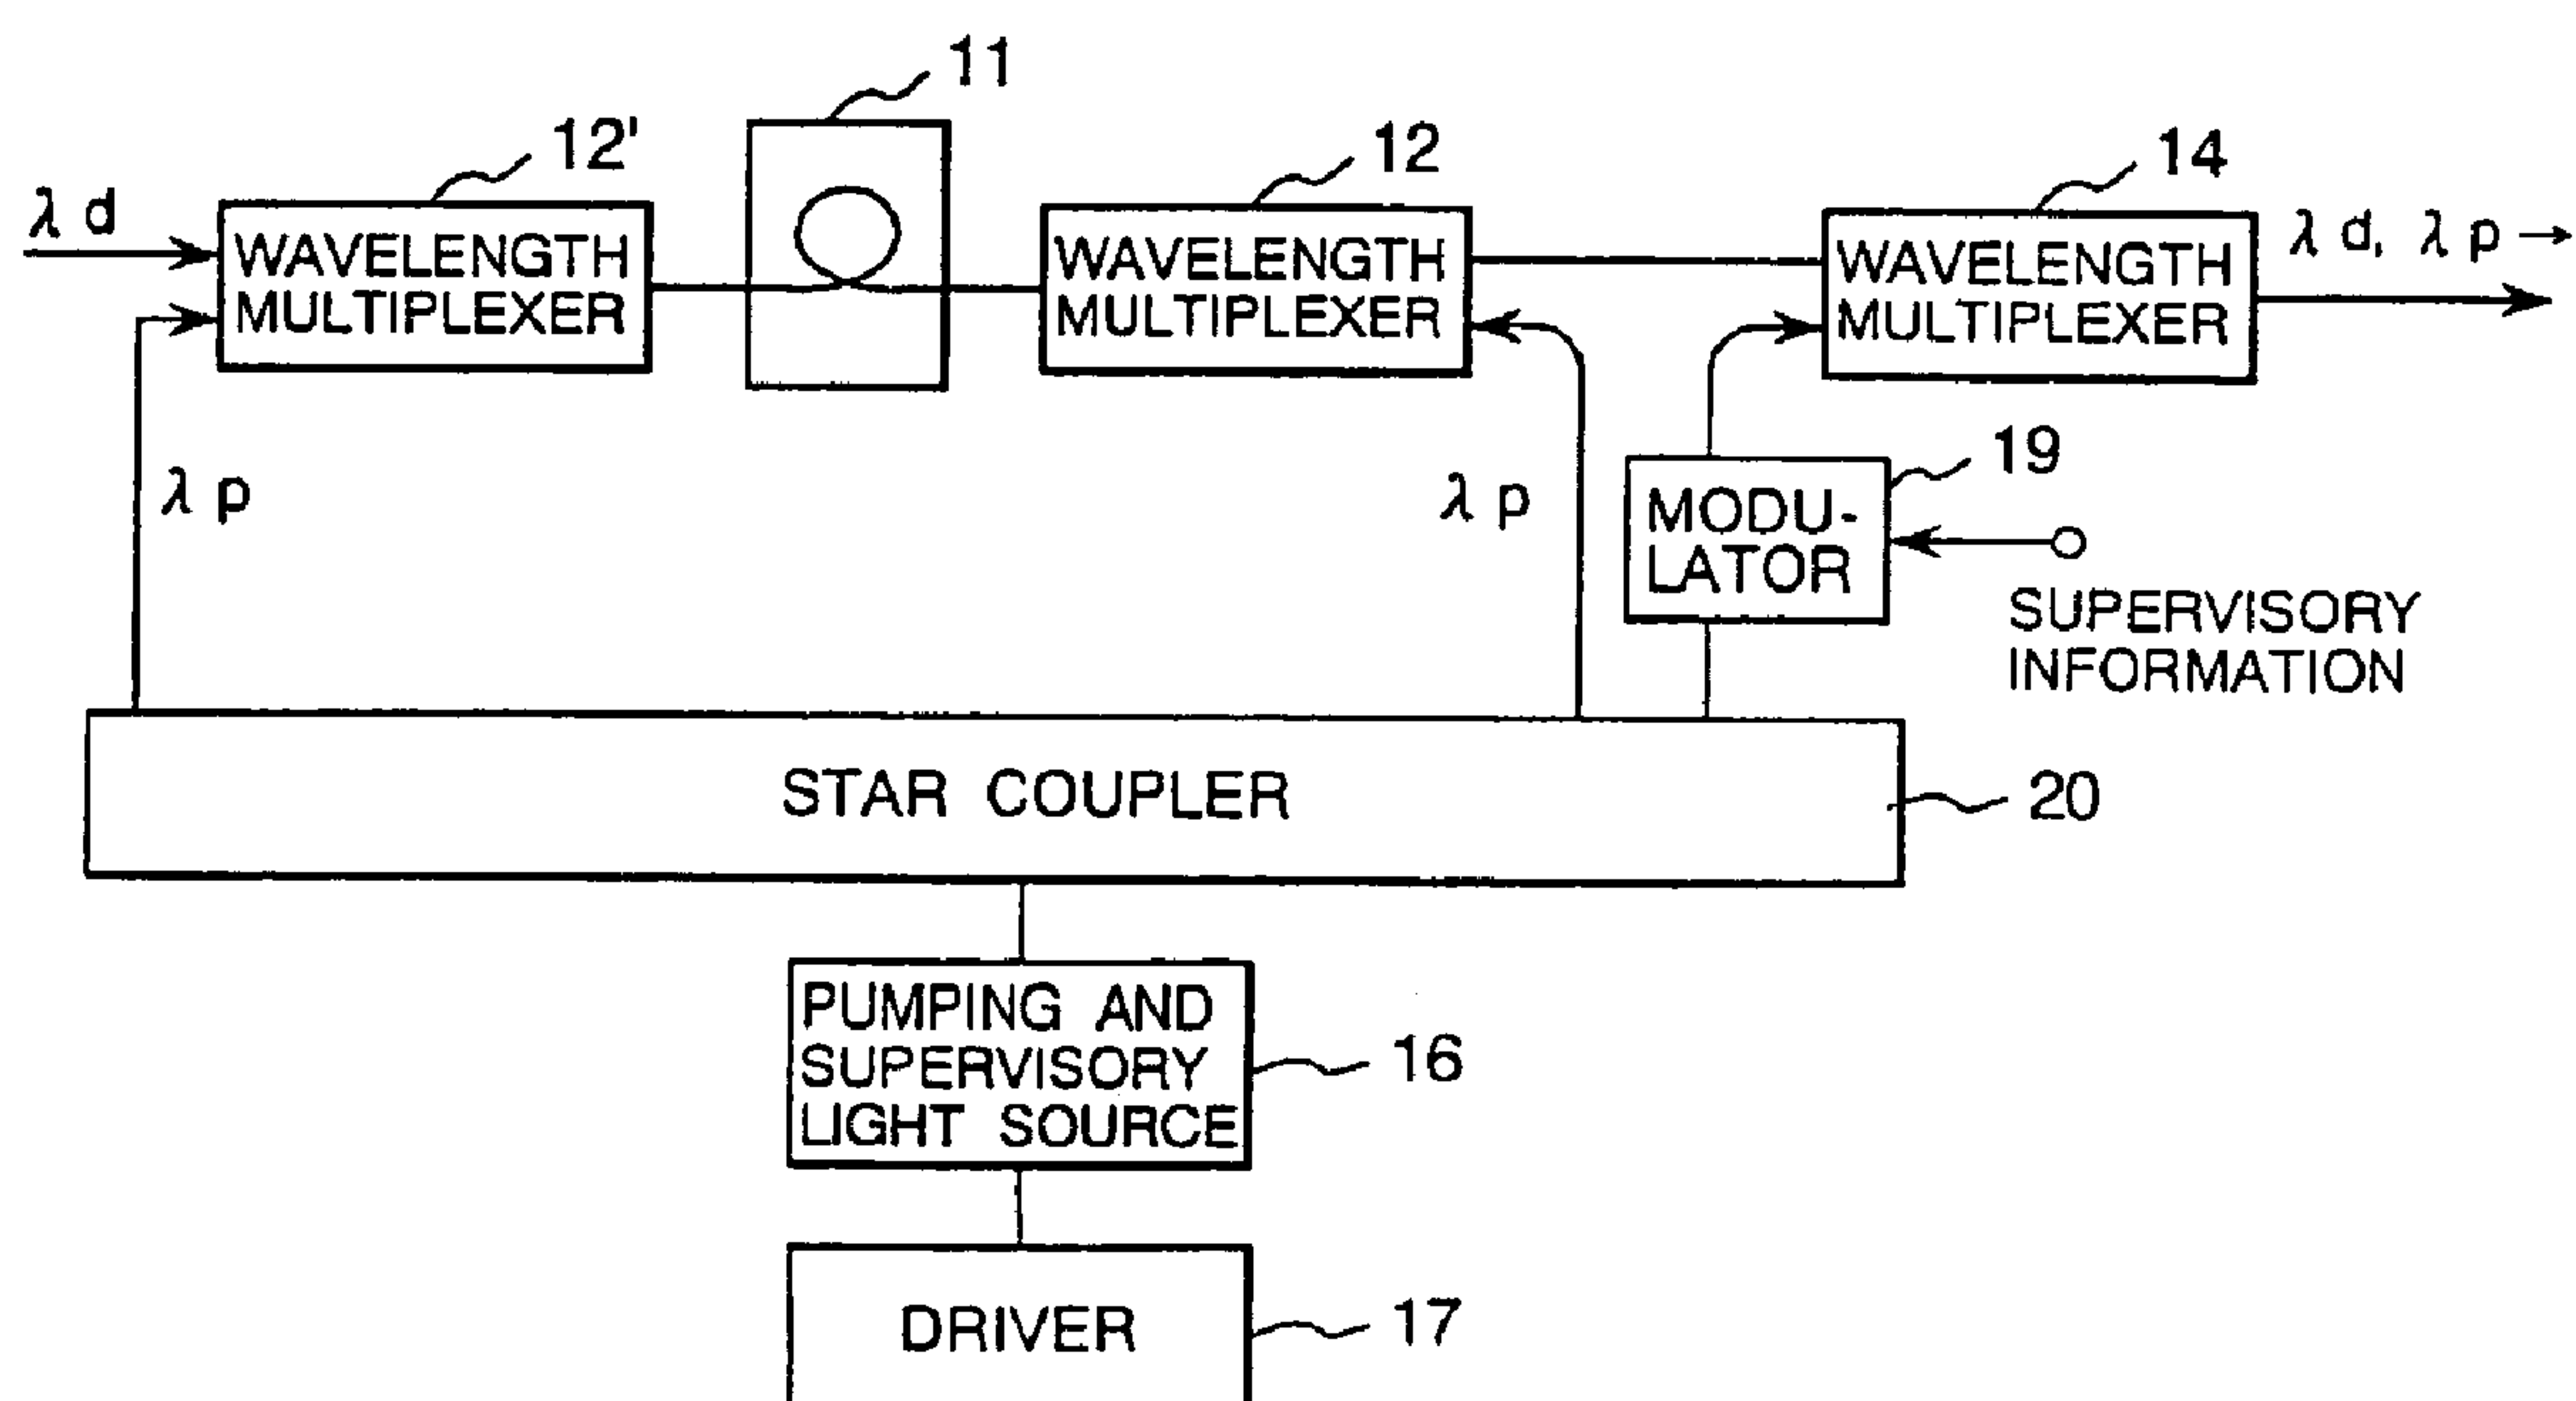 11
12'
12
14
λ d
WAVELENGTH
MULTIPLEXER
WAVELENGTH
MULTIPLEXER
WAVELENGTH
MULTIPLEXER
λ d, λ p →
λ p
λ p
19
MODU-
LATOR
SUPERVISORY
INFORMATION
STAR COUPLER
20
PUMPING AND
SUPERVISORY
LIGHT SOURCE
16
DRIVER
17